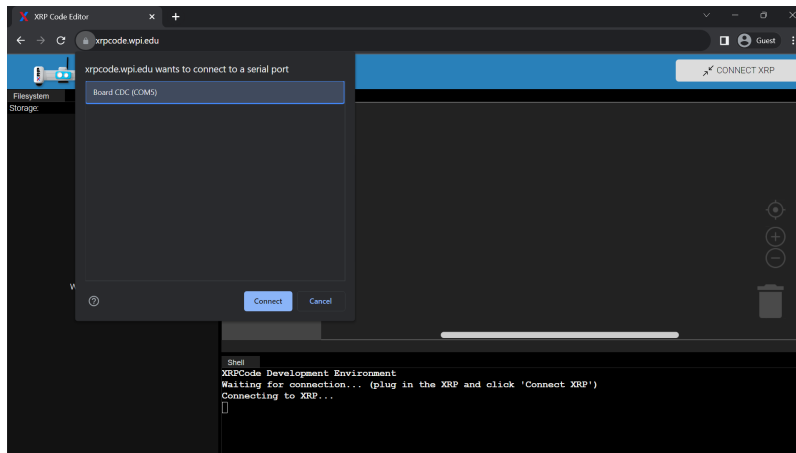 XRP Code Editor
xrpcode.wpi.edu
Guest
xrpcode.wpi.edu wants to connect to a serial port
Board CDC (COM5)
Connect
Cancel
XRP
CONNECT XRP
Filesystem
Storage:
W
Shell
XRPCode Development Environment
Waiting for connection... (plug in the XRP and click 'Connect XRP')
Connecting to XRP...